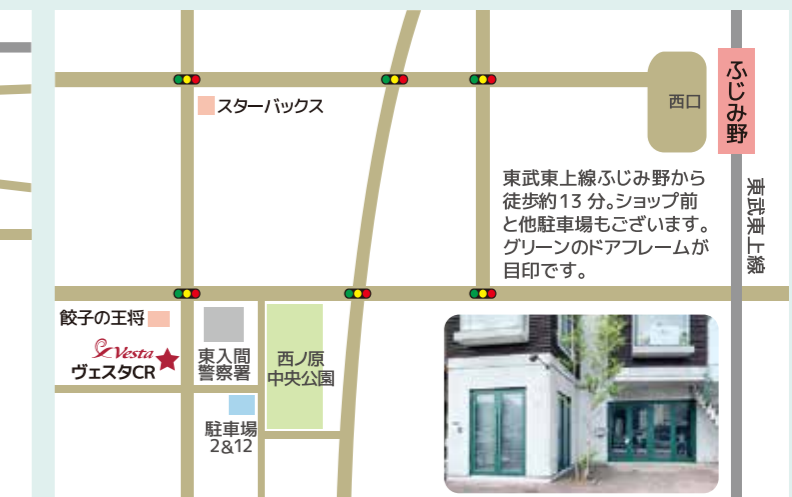 スターバックス
西口
ふじみ野
東武東上線ふじみ野から
徒歩約13 分。ショップ前
と他駐車場もございます。
グリーンのドアフレームが
目印です。
東武東上線
餃子の王将
Vesta
ヴェスタCR
東入間
警察署
西ノ原
中央公園
駐車場
2&12